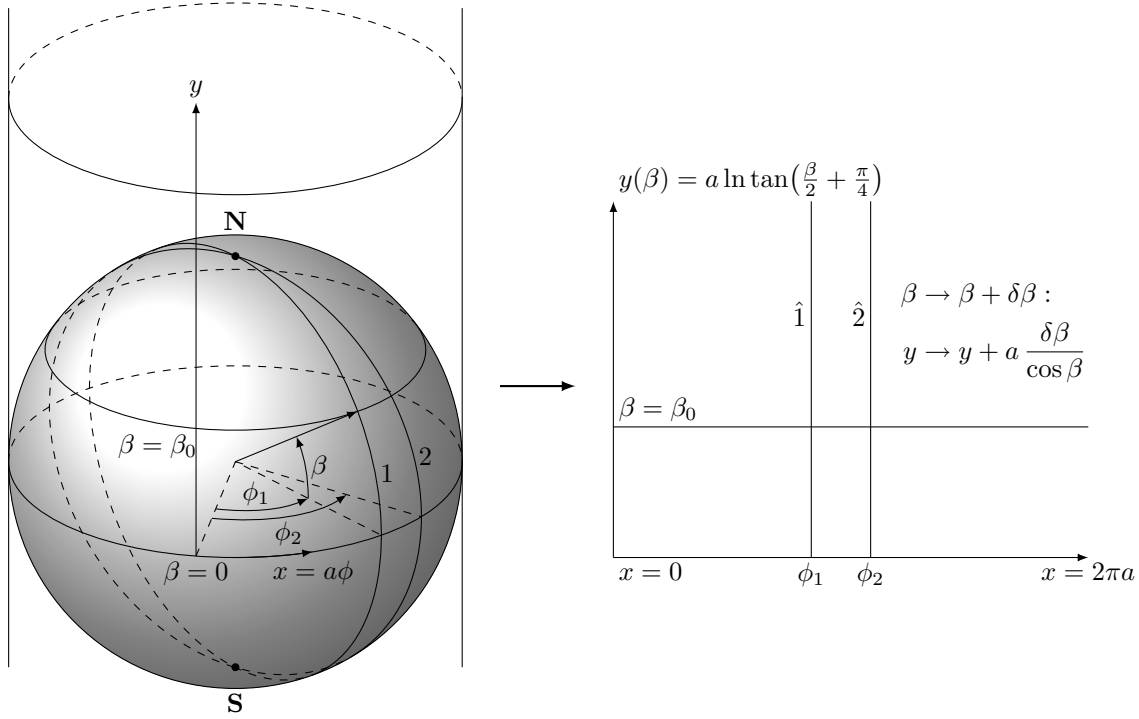 y
N
β = β₀
β
1
2
ϕ₁
ϕ₂
β = 0
x = aϕ
S
y(β) = a ln tan(β/2 + π/4)
1̂
2̂
β → β + δβ :
y → y + a δβ/cos β
β = β₀
x = 0
ϕ₁
ϕ₂
x = 2πa